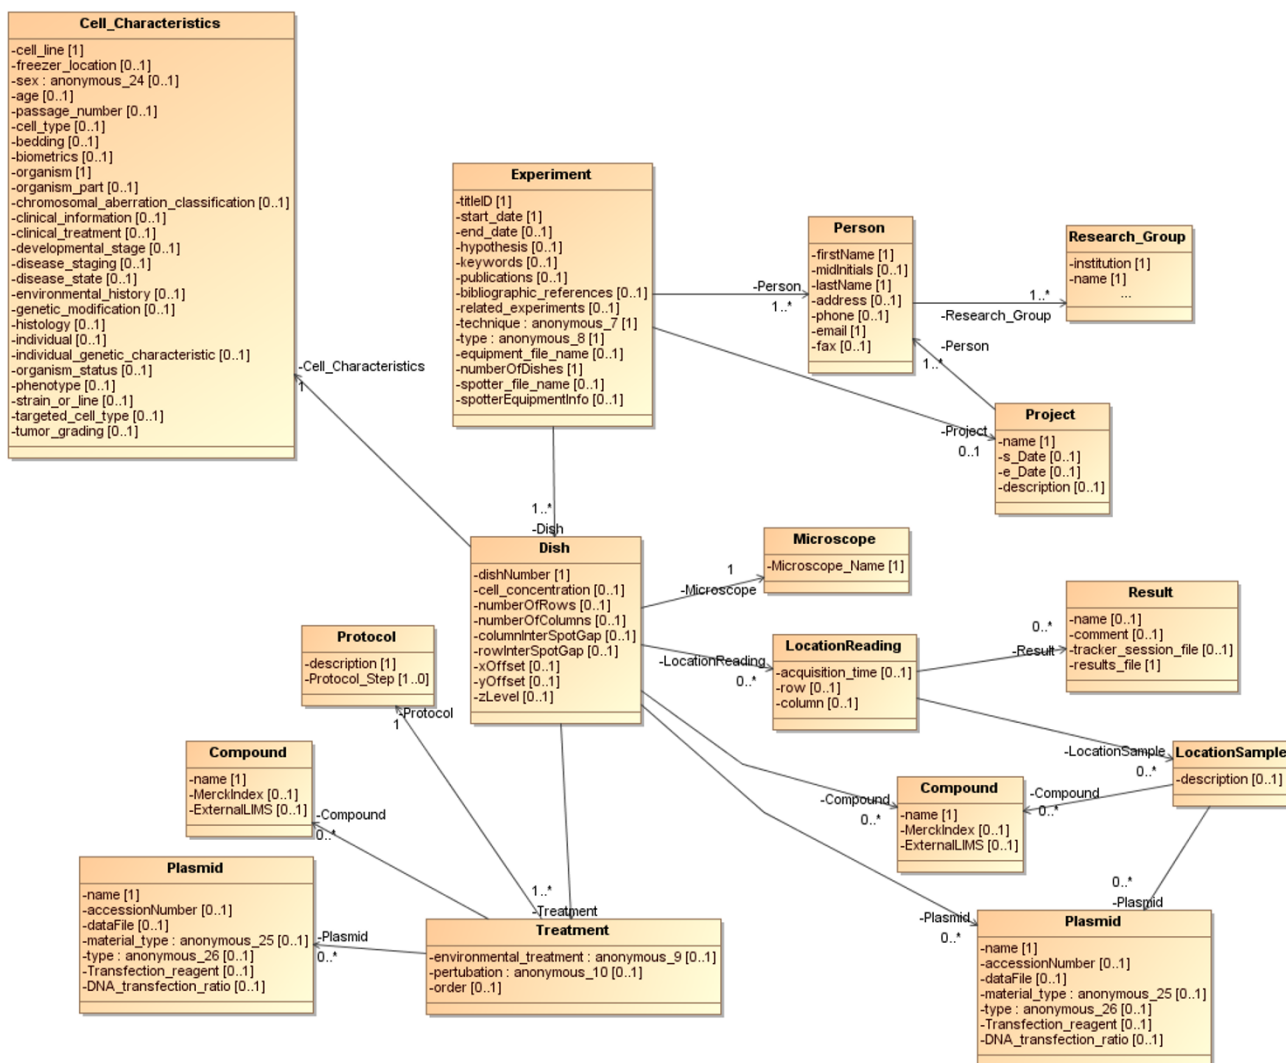 Cell_Characteristics
-cell_line [1]
-freezer_location [0..1]
-sex : anonymous_24 [0..1]
-age [0..1]
-passage_number [0..1]
-cell_type [0..1]
-bedding [0..1]
-biometrics [0..1]
-organism [1]
-organism_part [0..1]
-chromosomal_aberration_classification [0..1]
-clinical_information [0..1]
-clinical_treatment [0..1]
-developmental_stage [0..1]
-disease_staging [0..1]
-disease_state [0..1]
-environmental_history [0..1]
-genetic_modification [0..1]
-histology [0..1]
-individual [0..1]
-individual_genetic_characteristic [0..1]
-organism_status [0..1]
-phenotype [0..1]
-strain_or_line [0..1]
-targeted_cell_type [0..1]
-tumor_grading [0..1]
-Cell_Characteristics
1
Experiment
-titleID [1]
-start_date [1]
-end_date [0..1]
-hypothesis [0..1]
-keywords [0..1]
-publications [0..1]
-bibliographic_references [0..1]
-related_experiments [0..1]
-technique : anonymous_7 [1]
-type : anonymous_8 [1]
-equipment_file_name [0..1]
-numberOfDishes [1]
-spotter_file_name [0..1]
-spotterEquipmentInfo [0..1]
-Person
1..*
Person
-firstName [1]
-midInitials [0..1]
-lastName [1]
-address [0..1]
-phone [0..1]
-email [1]
-fax [0..1]
1..*
-Research_Group
Research_Group
-institution [1]
-name [1]
...
-Person
1..*
-Project
0..1
Project
-name [1]
-s_Date [0..1]
-e_Date [0..1]
-description [0..1]
1..*
-Dish
Dish
-dishNumber [1]
-cell_concentration [0..1]
-numberOfRows [0..1]
-numberOfColumns [0..1]
-columnInterSpotGap [0..1]
-rowInterSpotGap [0..1]
-xOffset [0..1]
-yOffset [0..1]
-zLevel [0..1]
1
-Microscope
Microscope
-Microscope_Name [1]
-LocationReading
0..*
LocationReading
-acquisition_time [0..1]
-row [0..1]
-column [0..1]
0..*
-Result
Result
-name [0..1]
-comment [0..1]
-tracker_session_file [0..1]
-results_file [1]
-LocationSample
0..*
LocationSample
-description [0..1]
Protocol
-description [1]
-Protocol_Step [1..0]
-Protocol
1
Compound
-name [1]
-MerckIndex [0..1]
-ExternalLIMS [0..1]
-Compound
0..*
Plasmid
-name [1]
-accessionNumber [0..1]
-dataFile [0..1]
-material_type : anonymous_25 [0..1]
-type : anonymous_26 [0..1]
-Transfection_reagent [0..1]
-DNA_transfection_ratio [0..1]
-Plasmid
0..*
1..*
-Treatment
Treatment
-environmental_treatment : anonymous_9 [0..1]
-pertubation : anonymous_10 [0..1]
-order [0..1]
-Compound
0..*
Compound
-name [1]
-MerckIndex [0..1]
-ExternalLIMS [0..1]
-Compound
0..*
-Plasmid
0..*
0..*
-Plasmid
Plasmid
-name [1]
-accessionNumber [0..1]
-dataFile [0..1]
-material_type : anonymous_25 [0..1]
-type : anonymous_26 [0..1]
-Transfection_reagent [0..1]
-DNA_transfection_ratio [0..1]